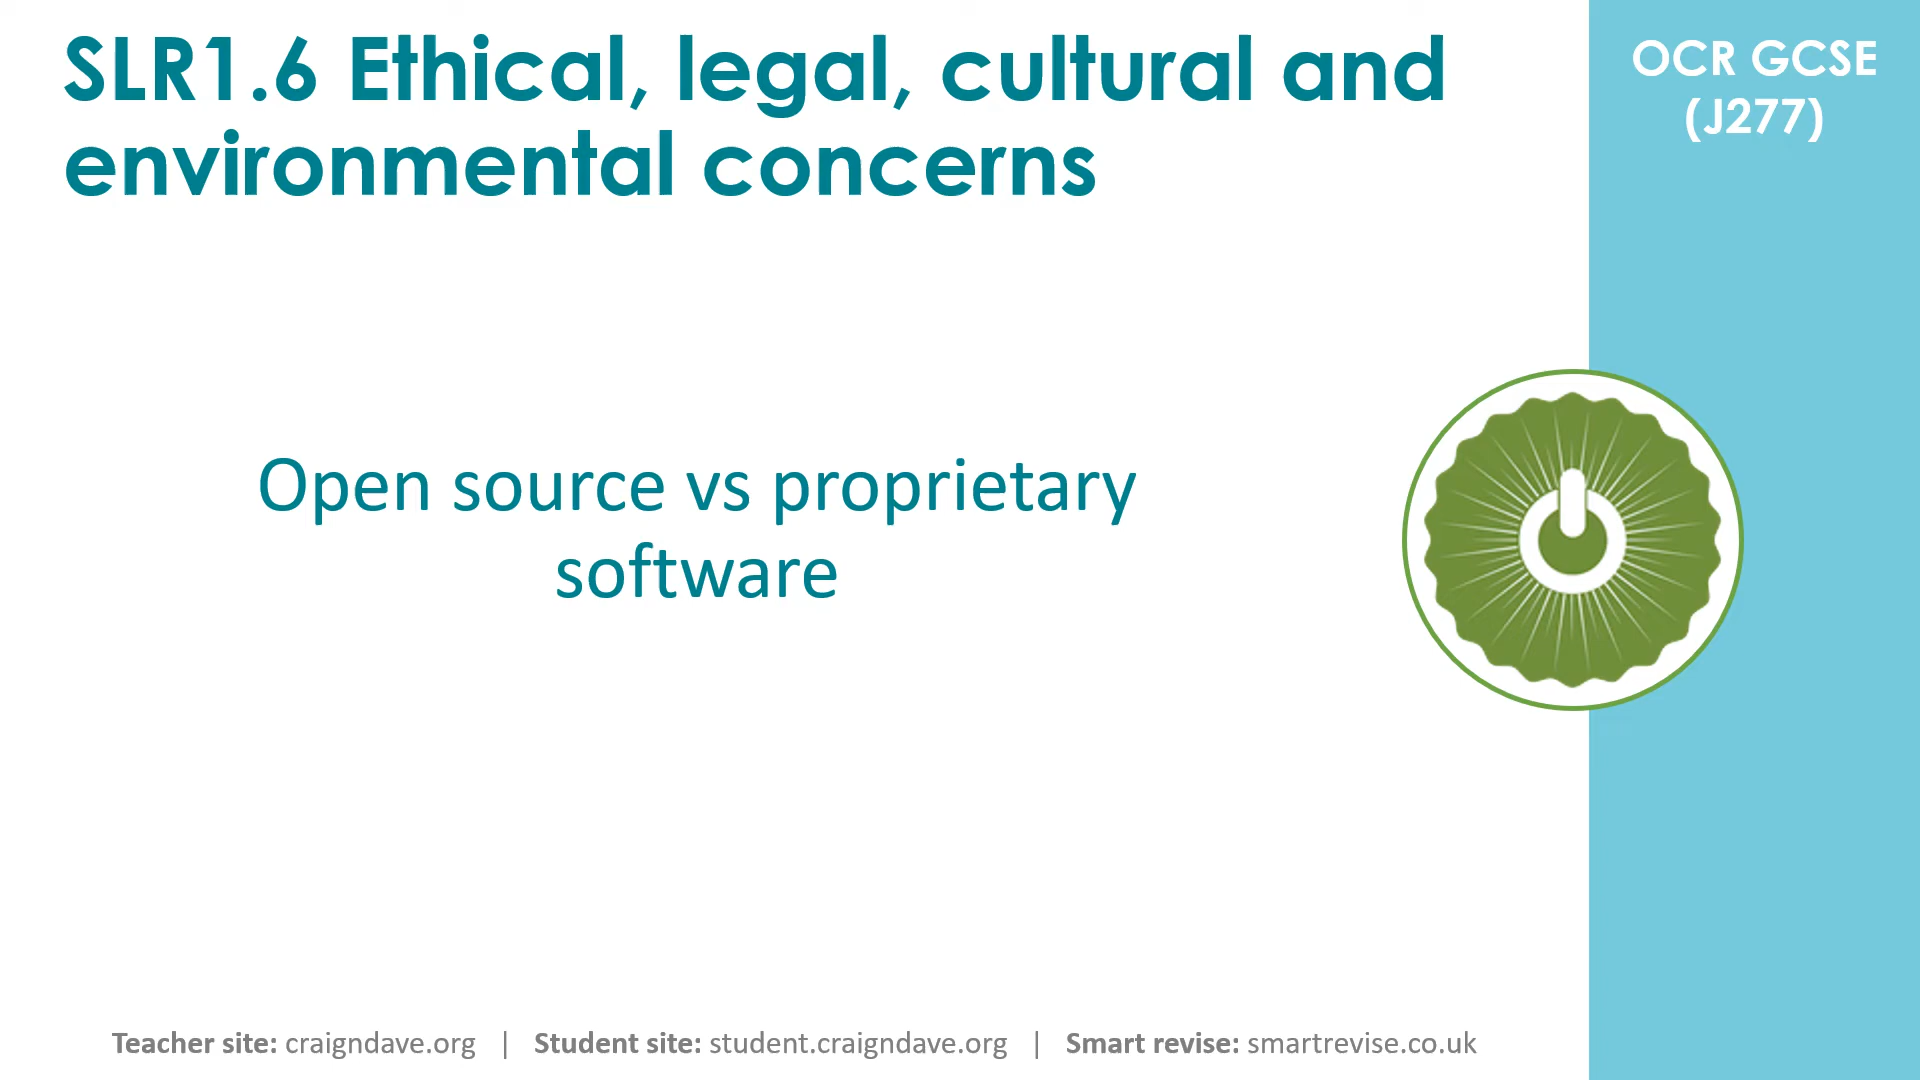 SLR1.6 Ethical, legal, cultural and
environmental concerns
OCR GCSE
(J277)
Open source vs proprietary
software
Teacher site: craigndave.org | Student site: student.craigndave.org | Smart revise: smartrevise.co.uk